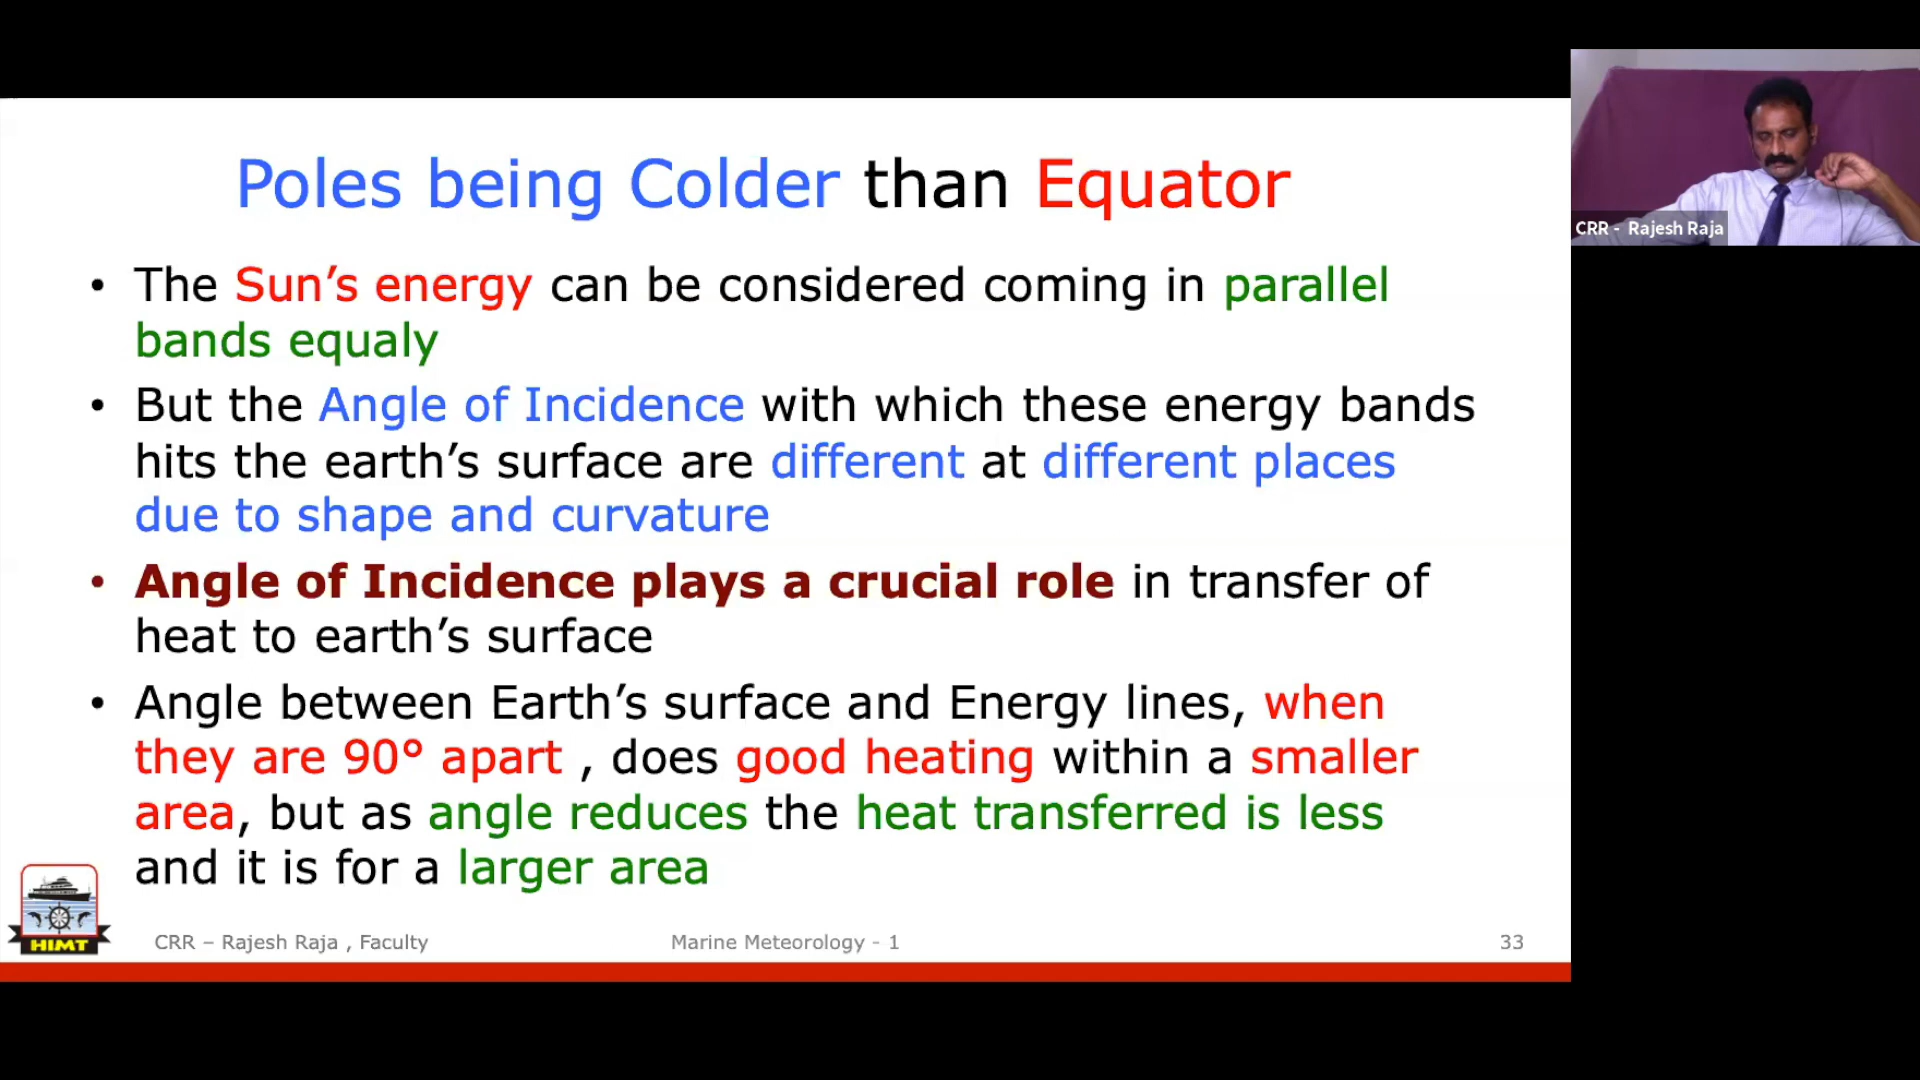 Poles being Colder than Equator
• The Sun’s energy can be considered coming in parallel
bands equaly
• But the Angle of Incidence with which these energy bands
hits the earth’s surface are different at different places
due to shape and curvature
• Angle of Incidence plays a crucial role in transfer of
heat to earth’s surface
• Angle between Earth’s surface and Energy lines, when
they are 90° apart , does good heating within a smaller
area, but as angle reduces the heat transferred is less
and it is for a larger area
HIMT
CRR – Rajesh Raja , Faculty
Marine Meteorology - 1
33
CRR - Rajesh Raja